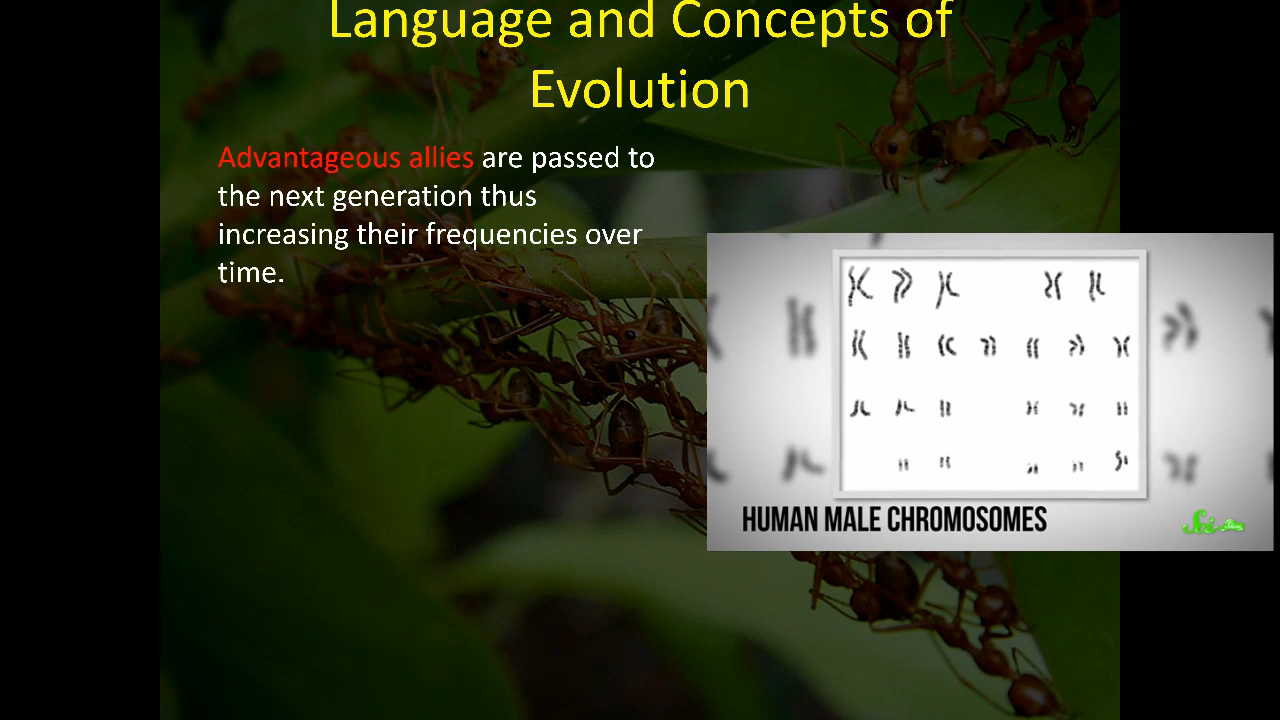 Language and Concepts of
Evolution
Advantageous allies are passed to
the next generation thus
increasing their frequencies over
time.
HUMAN MALE CHROMOSOMES
Sci